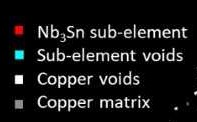 Nb₃Sn sub-element
Sub-element voids
Copper voids
Copper matrix